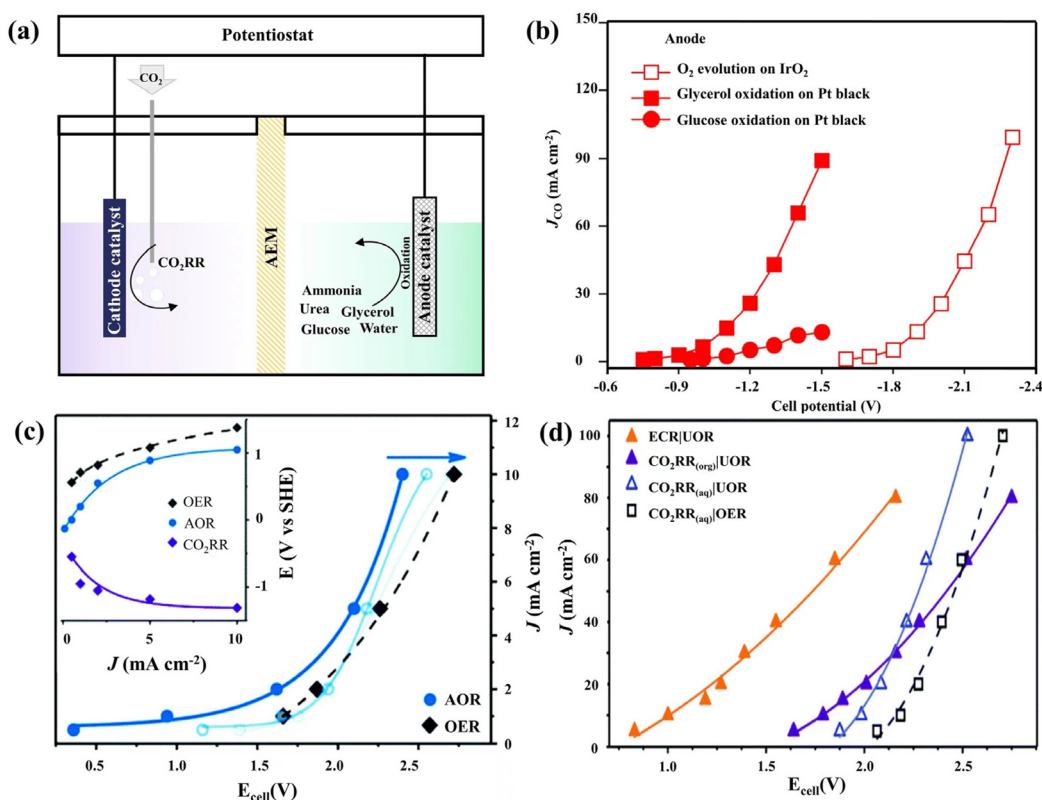 (a)
Potentiostat
CO2
Cathode catalyst
CO2RR
AEM
Oxidation
Anode catalyst
Ammonia
Urea Glycerol
Glucose Water
(b)
150
120
90
60
30
0
JCO (mA cm-2)
Anode
O2 evolution on IrO2
Glycerol oxidation on Pt black
Glucose oxidation on Pt black
-0.6 -0.9 -1.2 -1.5 -1.8 -2.1 -2.4
Cell potential (V)
(c)
OER
AOR
CO2RR
1
0
-1
E (V vs SHE)
0 5 10
J (mA cm-2)
AOR
OER
12
10
8
6
4
2
0
J (mA cm-2)
0.5 1.0 1.5 2.0 2.5
Ecell(V)
(d)
ECR|UOR
CO2RR(org)|UOR
CO2RR(aq)|UOR
CO2RR(aq)|OER
100
80
60
40
20
0
J (mA cm-2)
1.0 1.5 2.0 2.5
Ecell(V)